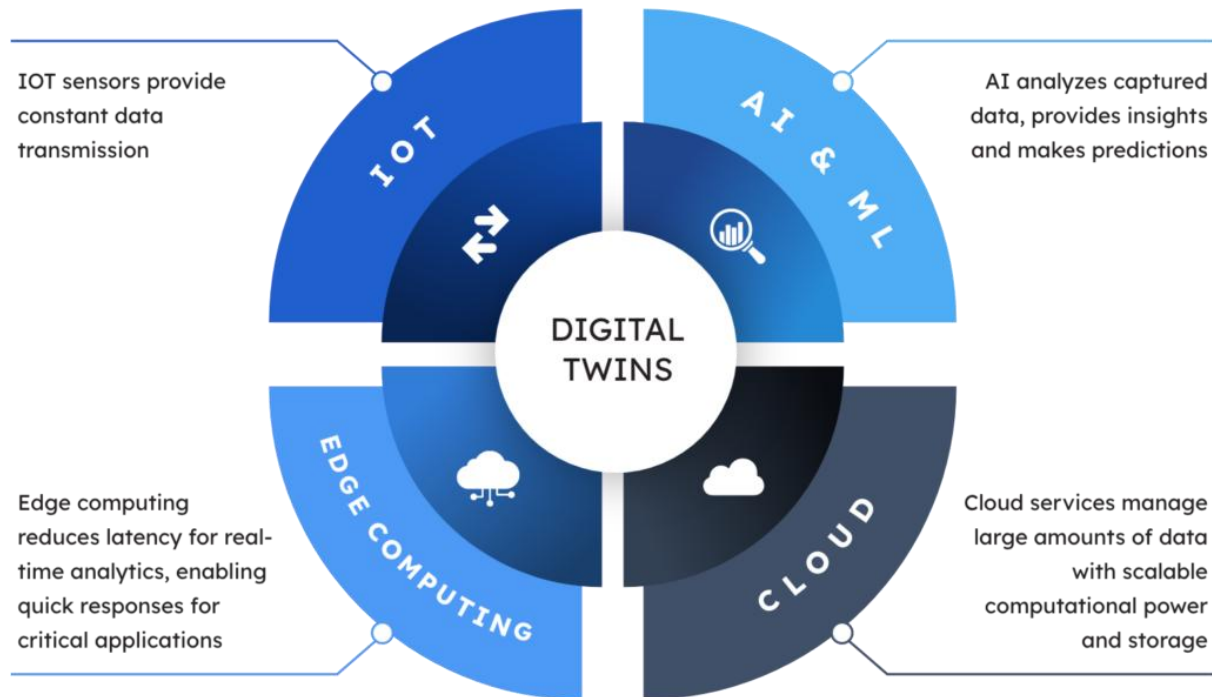 IOT sensors provide
constant data
transmission
IOT
AI & ML
AI analyzes captured
data, provides insights
and makes predictions
DIGITAL
TWINS
Edge computing
reduces latency for real-
time analytics, enabling
quick responses for
critical applications
EDGE COMPUTING
CLOUD
Cloud services manage
large amounts of data
with scalable
computational power
and storage